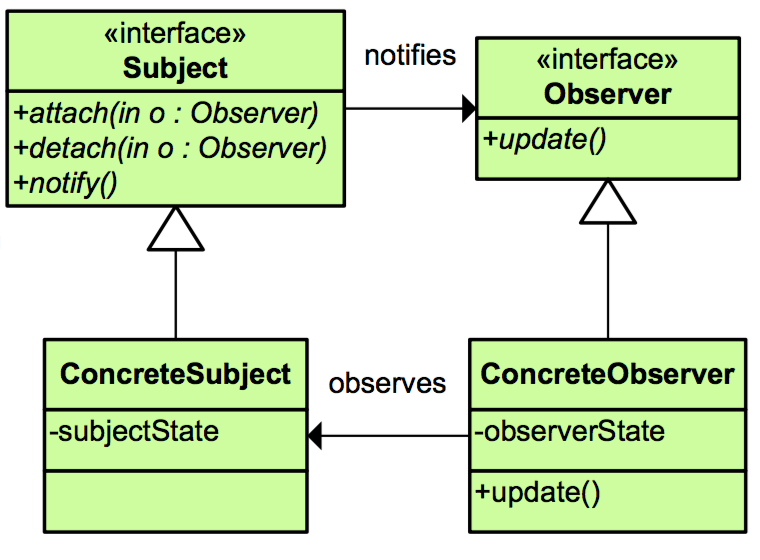 «interface»
Subject
+attach(in o : Observer)
+detach(in o : Observer)
+notify()
notifies
«interface»
Observer
+update()
ConcreteSubject
-subjectState
observes
ConcreteObserver
-observerState
+update()